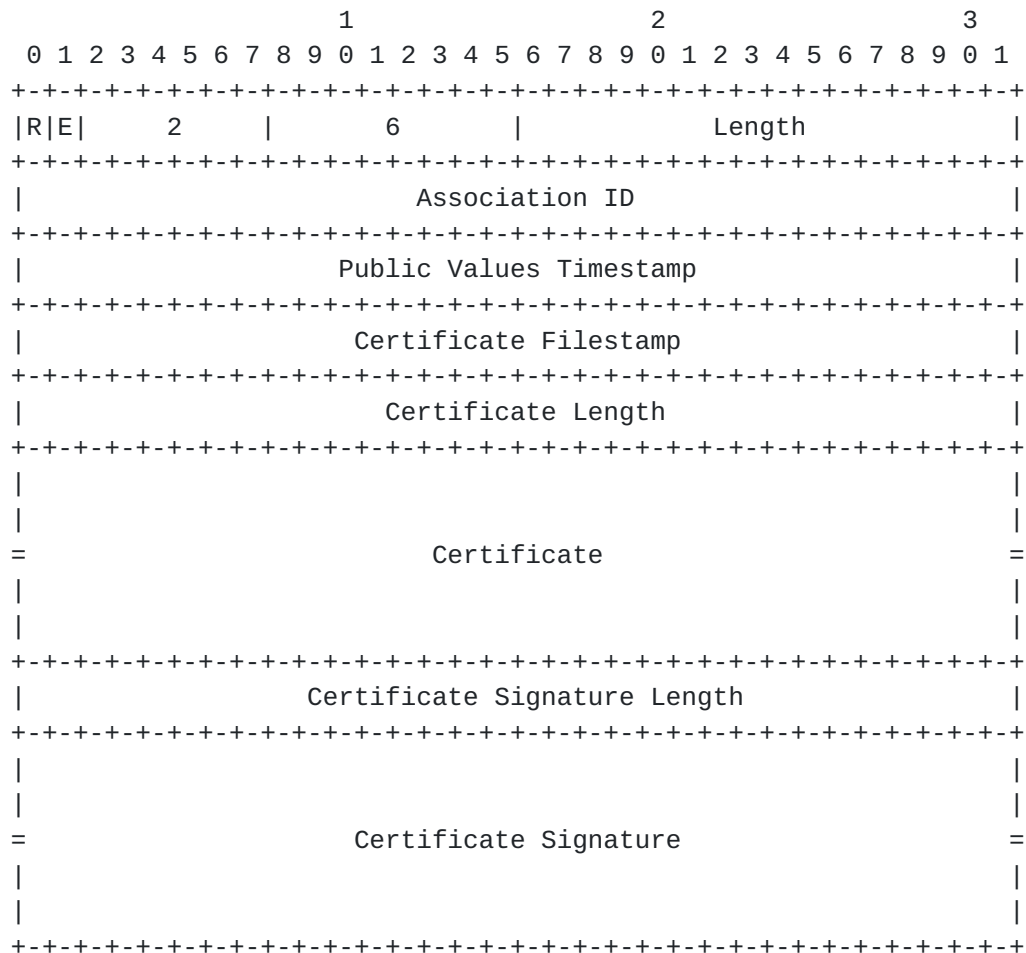 1                   2                   3
 0 1 2 3 4 5 6 7 8 9 0 1 2 3 4 5 6 7 8 9 0 1 2 3 4 5 6 7 8 9 0 1
+-+-+-+-+-+-+-+-+-+-+-+-+-+-+-+-+-+-+-+-+-+-+-+-+-+-+-+-+-+-+-+-+
|R|E|     2     |       6       |            Length             |
+-+-+-+-+-+-+-+-+-+-+-+-+-+-+-+-+-+-+-+-+-+-+-+-+-+-+-+-+-+-+-+-+
|                         Association ID                        |
+-+-+-+-+-+-+-+-+-+-+-+-+-+-+-+-+-+-+-+-+-+-+-+-+-+-+-+-+-+-+-+-+
|                    Public Values Timestamp                    |
+-+-+-+-+-+-+-+-+-+-+-+-+-+-+-+-+-+-+-+-+-+-+-+-+-+-+-+-+-+-+-+-+
|                     Certificate Filestamp                     |
+-+-+-+-+-+-+-+-+-+-+-+-+-+-+-+-+-+-+-+-+-+-+-+-+-+-+-+-+-+-+-+-+
|                       Certificate Length                      |
+-+-+-+-+-+-+-+-+-+-+-+-+-+-+-+-+-+-+-+-+-+-+-+-+-+-+-+-+-+-+-+-+
|                                                               |
|                                                               |
=                          Certificate                          =
|                                                               |
|                                                               |
+-+-+-+-+-+-+-+-+-+-+-+-+-+-+-+-+-+-+-+-+-+-+-+-+-+-+-+-+-+-+-+-+
|                  Certificate Signature Length                 |
+-+-+-+-+-+-+-+-+-+-+-+-+-+-+-+-+-+-+-+-+-+-+-+-+-+-+-+-+-+-+-+-+
|                                                               |
|                                                               |
=                     Certificate Signature                     =
|                                                               |
|                                                               |
+-+-+-+-+-+-+-+-+-+-+-+-+-+-+-+-+-+-+-+-+-+-+-+-+-+-+-+-+-+-+-+-+